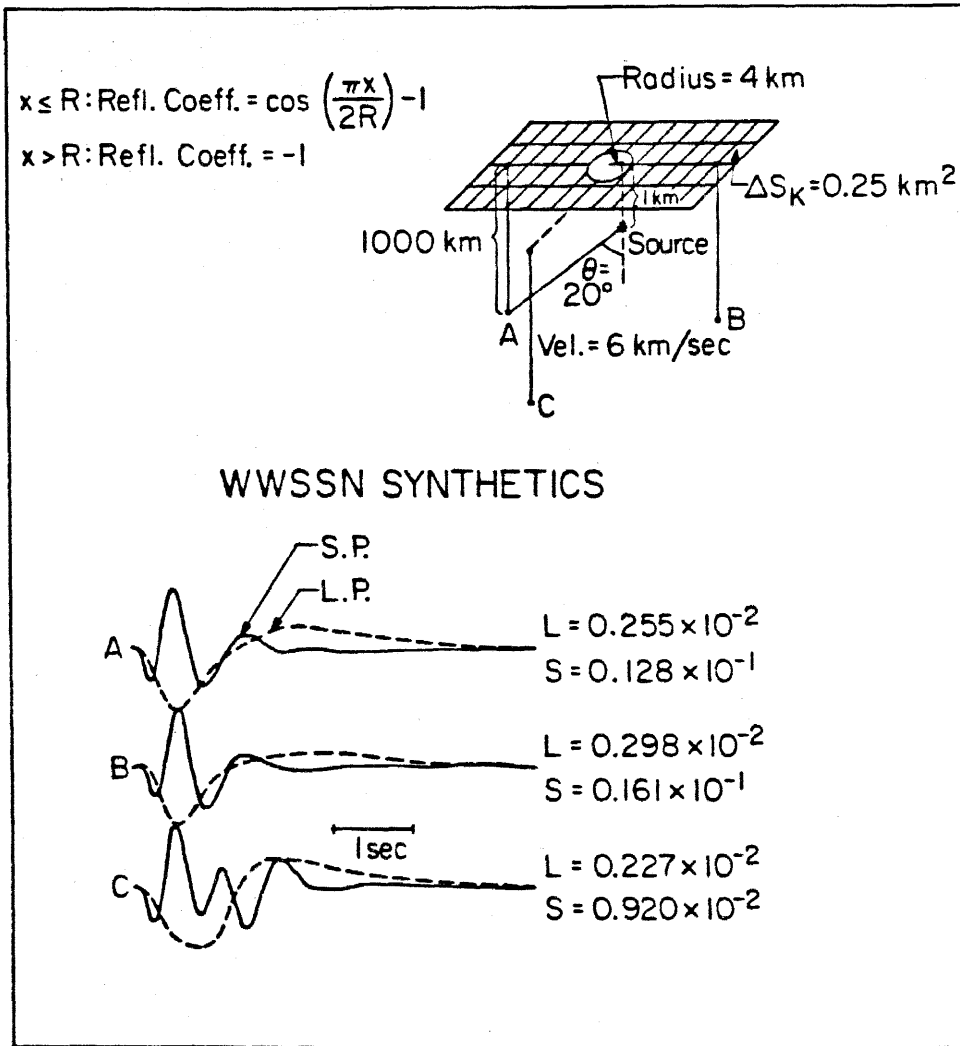 x ≤ R: Refl. Coeff. = cos (πx/2R) -1
x > R: Refl. Coeff. = -1
Radius = 4 km
ΔS_K = 0.25 km²
1 km
1000 km
Source
θ =
20°
A
B
Vel. = 6 km/sec
C
WWSSN SYNTHETICS
S.P.
L.P.
A
L = 0.255 × 10⁻²
S = 0.128 × 10⁻¹
B
L = 0.298 × 10⁻²
S = 0.161 × 10⁻¹
1 sec
C
L = 0.227 × 10⁻²
S = 0.920 × 10⁻²